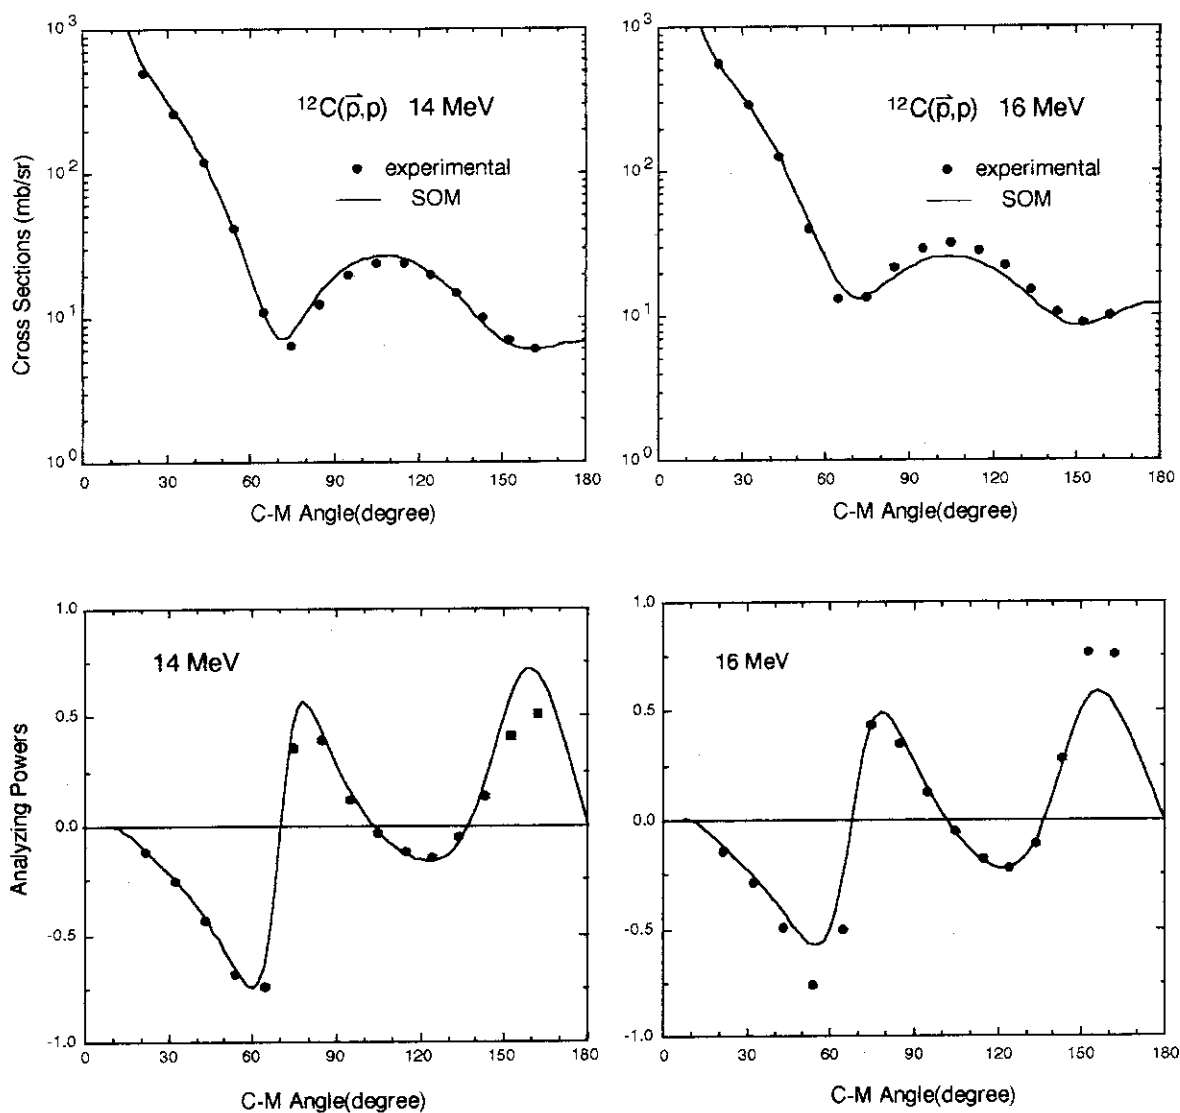 10³
10²
10¹
10⁰
Cross Sections (mb/sr)
¹²C(p⃗,p) 14 MeV
experimental
SOM
0 30 60 90 120 150 180
C-M Angle(degree)
10³
10²
10¹
10⁰
¹²C(p⃗,p) 16 MeV
experimental
SOM
0 30 60 90 120 150 180
C-M Angle(degree)
1.0
0.5
0.0
-0.5
-1.0
Analyzing Powers
14 MeV
0 30 60 90 120 150 180
C-M Angle(degree)
1.0
0.5
0.0
-0.5
-1.0
16 MeV
0 30 60 90 120 150 180
C-M Angle(degree)